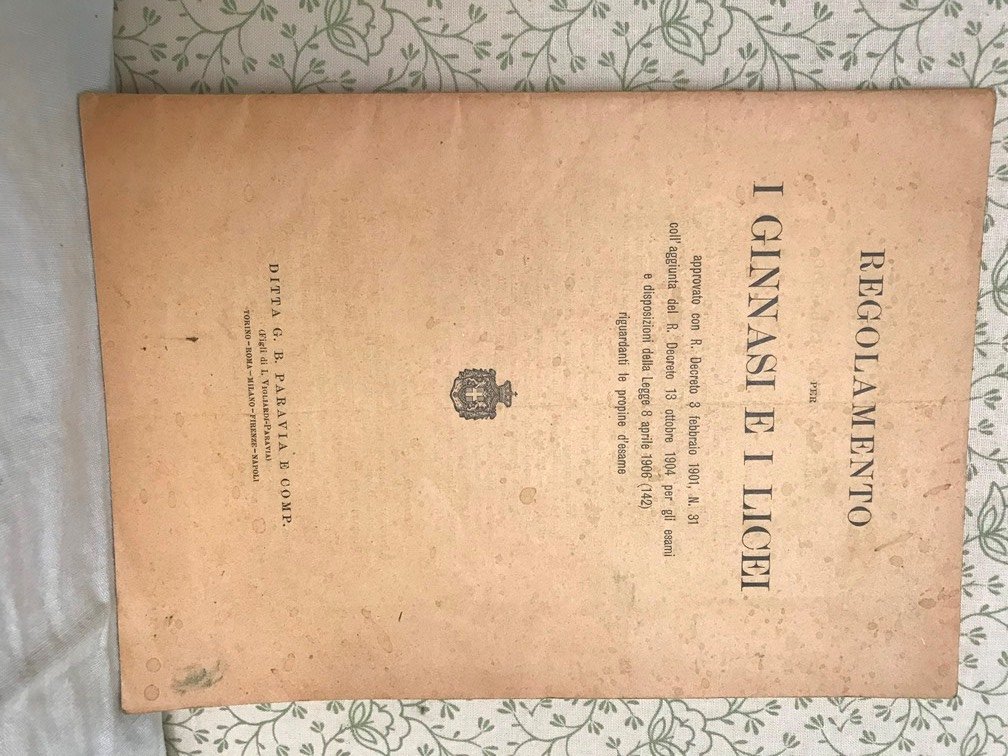 REGOLAMENTO
PER
I GINNASI E I LICEI
approvato con R. Decreto 3 febbraio 1901, N. 31
coll'aggiunta del R. Decreto 13 ottobre 1904 per gli esami
e disposizioni della Legge 8 aprile 1906 (142)
riguardanti le propine d'esame
DITTA G. B. PARAVIA E COMP.
(Figli di I. VIGLIARDI-PARAVIA)
TORINO-ROMA-MILANO-FIRENZE-NAPOLI